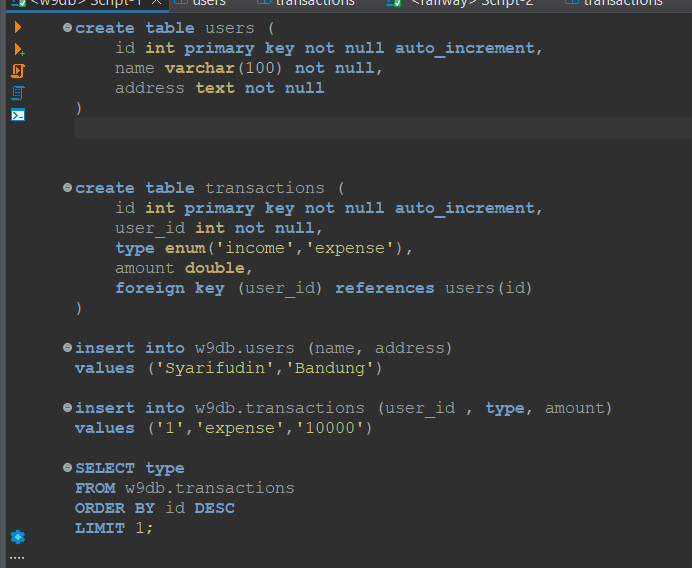 <w9db> Script-1 users transactions <railway> Script-2 transactions
create table users (
id int primary key not null auto_increment,
name varchar(100) not null,
address text not null
)
create table transactions (
id int primary key not null auto_increment,
user_id int not null,
type enum('income','expense'),
amount double,
foreign key (user_id) references users(id)
)
insert into w9db.users (name, address)
values ('Syarifudin','Bandung')
insert into w9db.transactions (user_id , type, amount)
values ('1','expense','10000')
SELECT type
FROM w9db.transactions
ORDER BY id DESC
LIMIT 1;